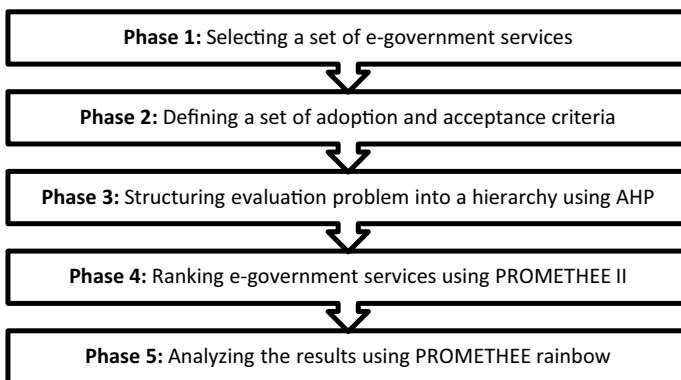 Phase 1: Selecting a set of e-government services
Phase 2: Defining a set of adoption and acceptance criteria
Phase 3: Structuring evaluation problem into a hierarchy using AHP
Phase 4: Ranking e-government services using PROMETHEE II
Phase 5: Analyzing the results using PROMETHEE rainbow